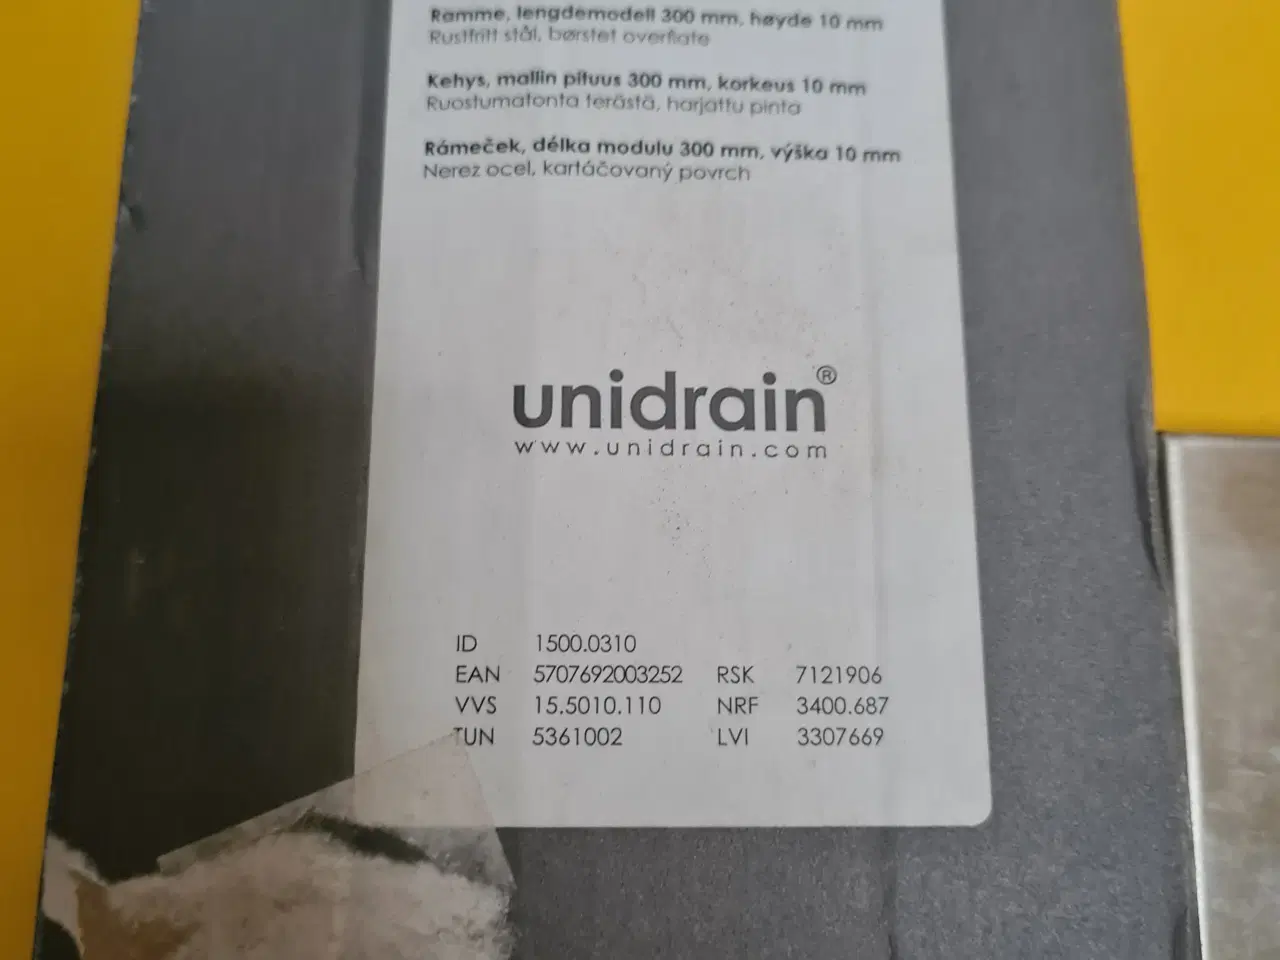 Ramme, lengdemodell 300 mm, høyde 10 mm
Rustfritt stål, børstet overflate
Kehys, mallin pituus 300 mm, korkeus 10 mm
Ruostumatonta terästä, harjattu pinta
Rámeček, délka modulu 300 mm, výška 10 mm
Nerez ocel, kartáčovaný povrch
unidrain®
www.unidrain.com
ID 1500.0310
EAN 5707692003252 RSK 7121906
VVS 15.5010.110 NRF 3400.687
TUN 5361002 LVI 3307669